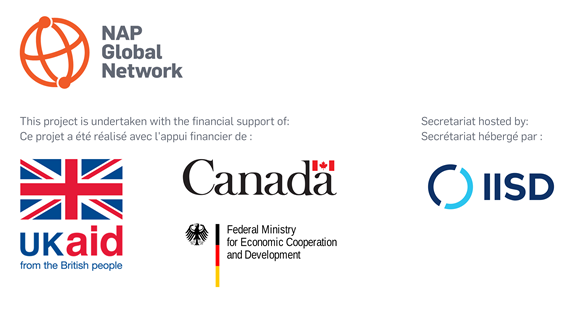 NAP
Global
Network
This project is undertaken with the financial support of:
Ce projet a été réalisé avec l'appui financier de :
Secretariat hosted by:
Secrétariat hébergé par :
UKaid
from the British people
Canada
Federal Ministry
for Economic Cooperation
and Development
IISD